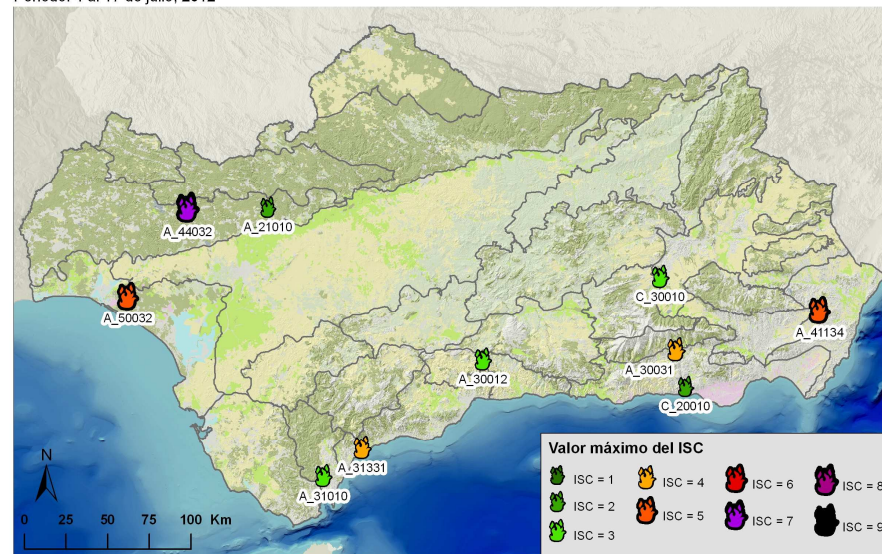 A_44032
A_21010
C_30010
A_50032
A_41134
A_30031
A_30012
C_20010
A_31331
A_31010
N
0 25 50 75 100 Km
Valor máximo del ISC
ISC = 1 ISC = 4 ISC = 6 ISC = 8
ISC = 2 ISC = 5 ISC = 7 ISC = 9
ISC = 3